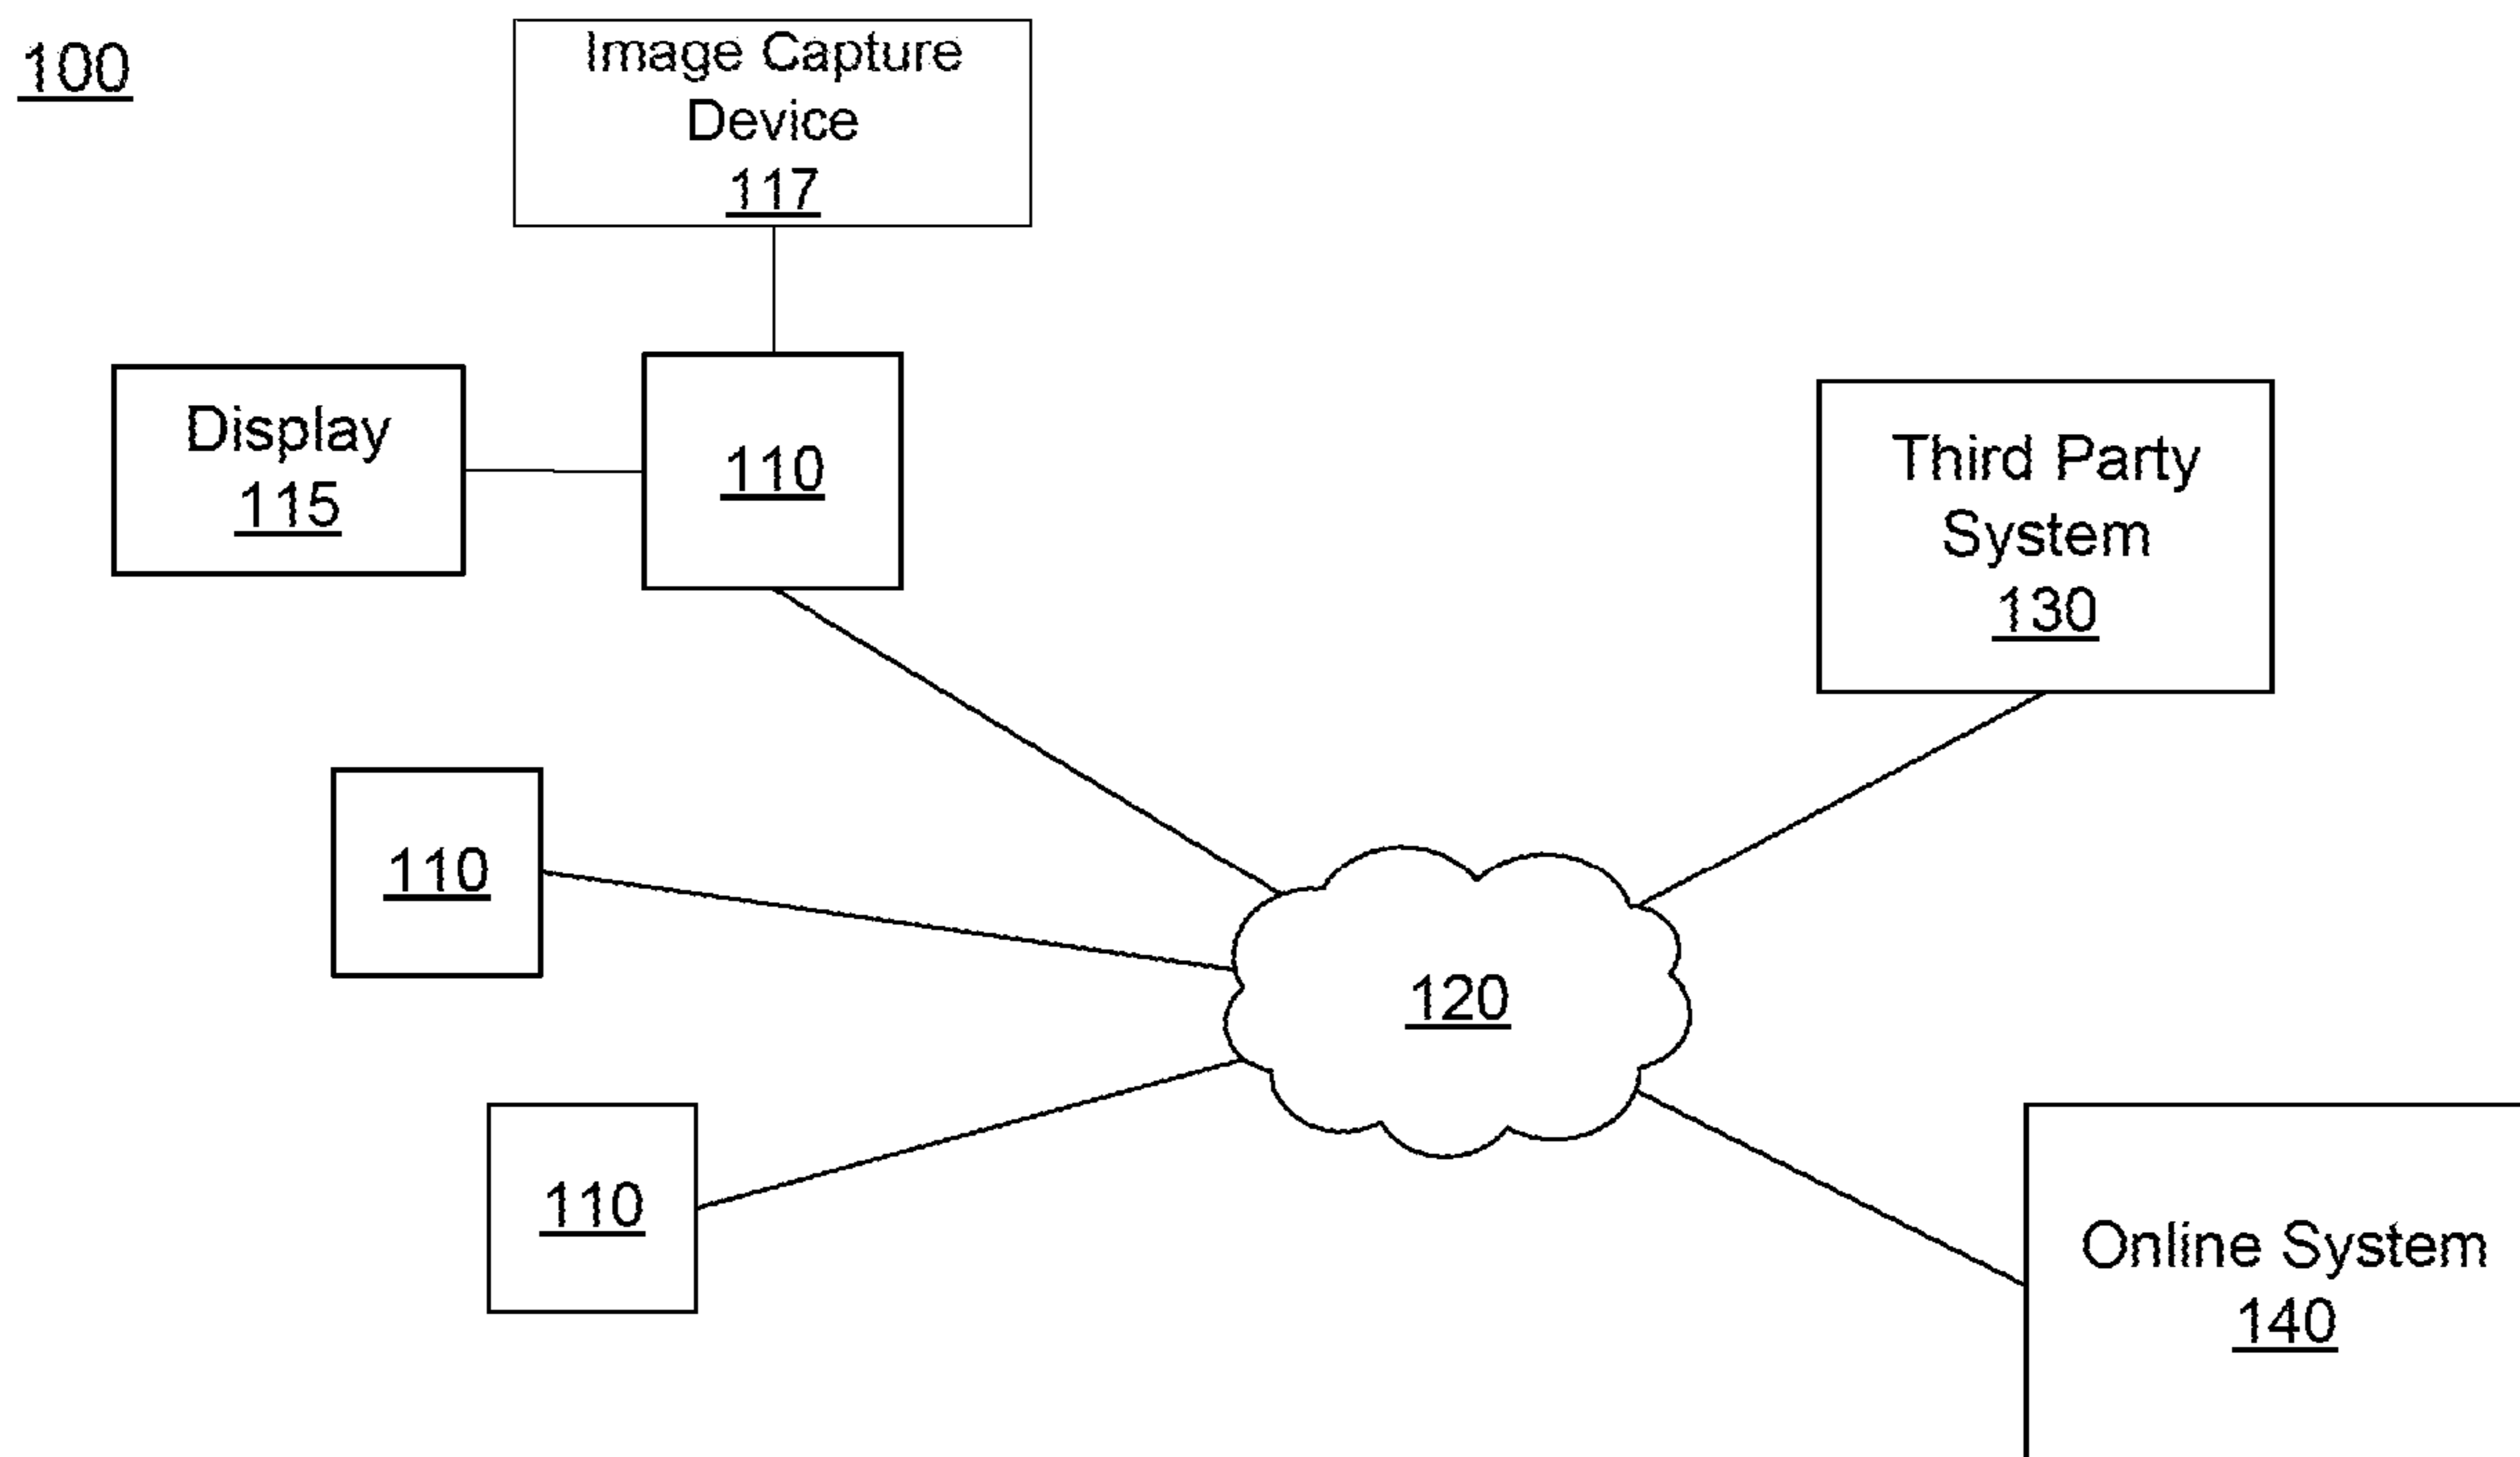 100
Image Capture
Device
117
Display
115
110
Third Party
System
130
110
120
110
Online System
140